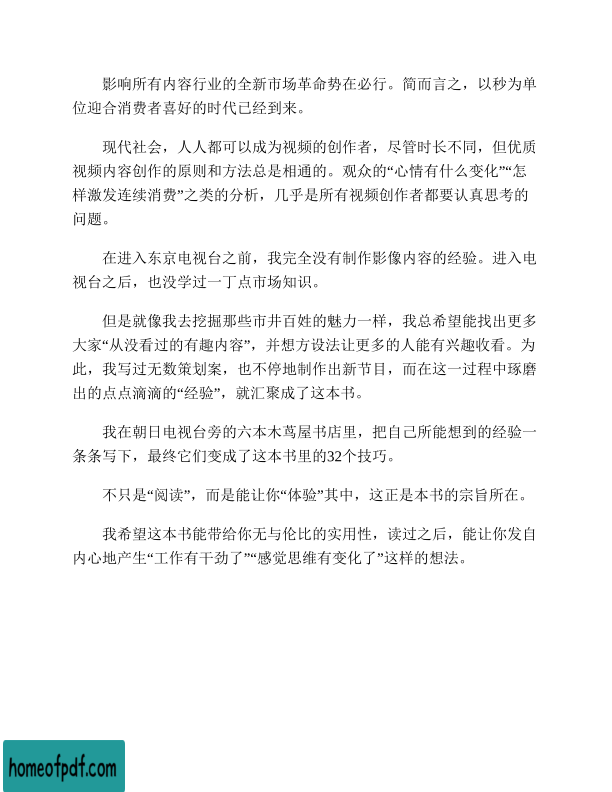 影响所有内容行业的全新市场革命势在必行。简而言之，以秒为单
位迎合消费者喜好的时代已经到来。
现代社会，人人都可以成为视频的创作者，尽管时长不同，但优质
视频内容创作的原则和方法总是相通的。观众的“心情有什么变化”“怎
样激发连续消费”之类的分析，几乎是所有视频创作者都要认真思考的
问题。
在进入东京电视台之前，我完全没有制作影像内容的经验。进入电
视台之后，也没学过一丁点市场知识。
但是就像我去挖掘那些市井百姓的魅力一样，我总希望能找出更多
大家“从没看过的有趣内容”，并想方设法让更多的人能有兴趣收看。为
此，我写过无数策划案，也不停地制作出新节目，而在这一过程中琢磨
出的点点滴滴的“经验”，就汇聚成了这本书。
我在朝日电视台旁的六本木茑屋书店里，把自己所能想到的经验一
条条写下，最终它们变成了这本书里的32个技巧。
不只是“阅读”，而是能让你“体验”其中，这正是本书的宗旨所在。
我希望这本书能带给你无与伦比的实用性，读过之后，能让你发自
内心地产生“工作有干劲了”“感觉思维有变化了”这样的想法。
homeofpdf.com